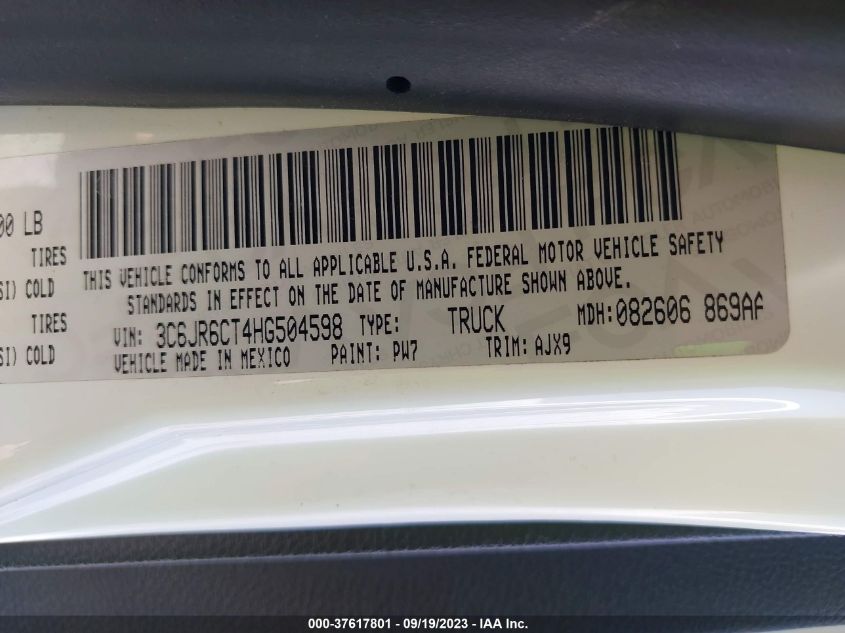 00 LB
TIRES
SI) COLD
TIRES
SI) COLD
THIS VEHICLE CONFORMS TO ALL APPLICABLE U.S.A. FEDERAL MOTOR VEHICLE SAFETY
STANDARDS IN EFFECT ON THE DATE OF MANUFACTURE SHOWN ABOVE.
VIN: 3C6JR6CT4HG504598 TYPE: TRUCK MDH: 082606 869AA
VEHICLE MADE IN MEXICO PAINT: PW7 TRIM: AJX9
000-37617801 - 09/19/2023 - IAA Inc.